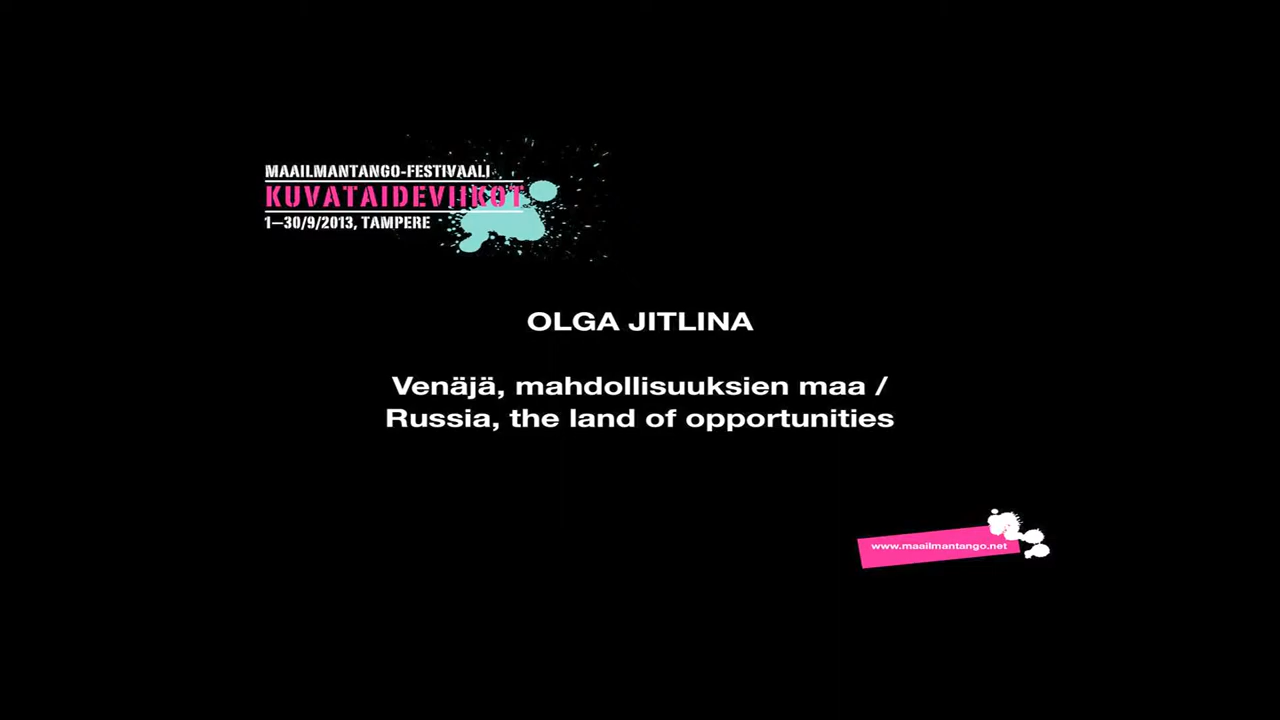 MAAILMANTANGO-FESTIVAALI
KUVATAIDEVIIKOT
1–30/9/2013, TAMPERE
OLGA JITLINA
Venäjä, mahdollisuuksien maa /
Russia, the land of opportunities
www.maailmantango.net